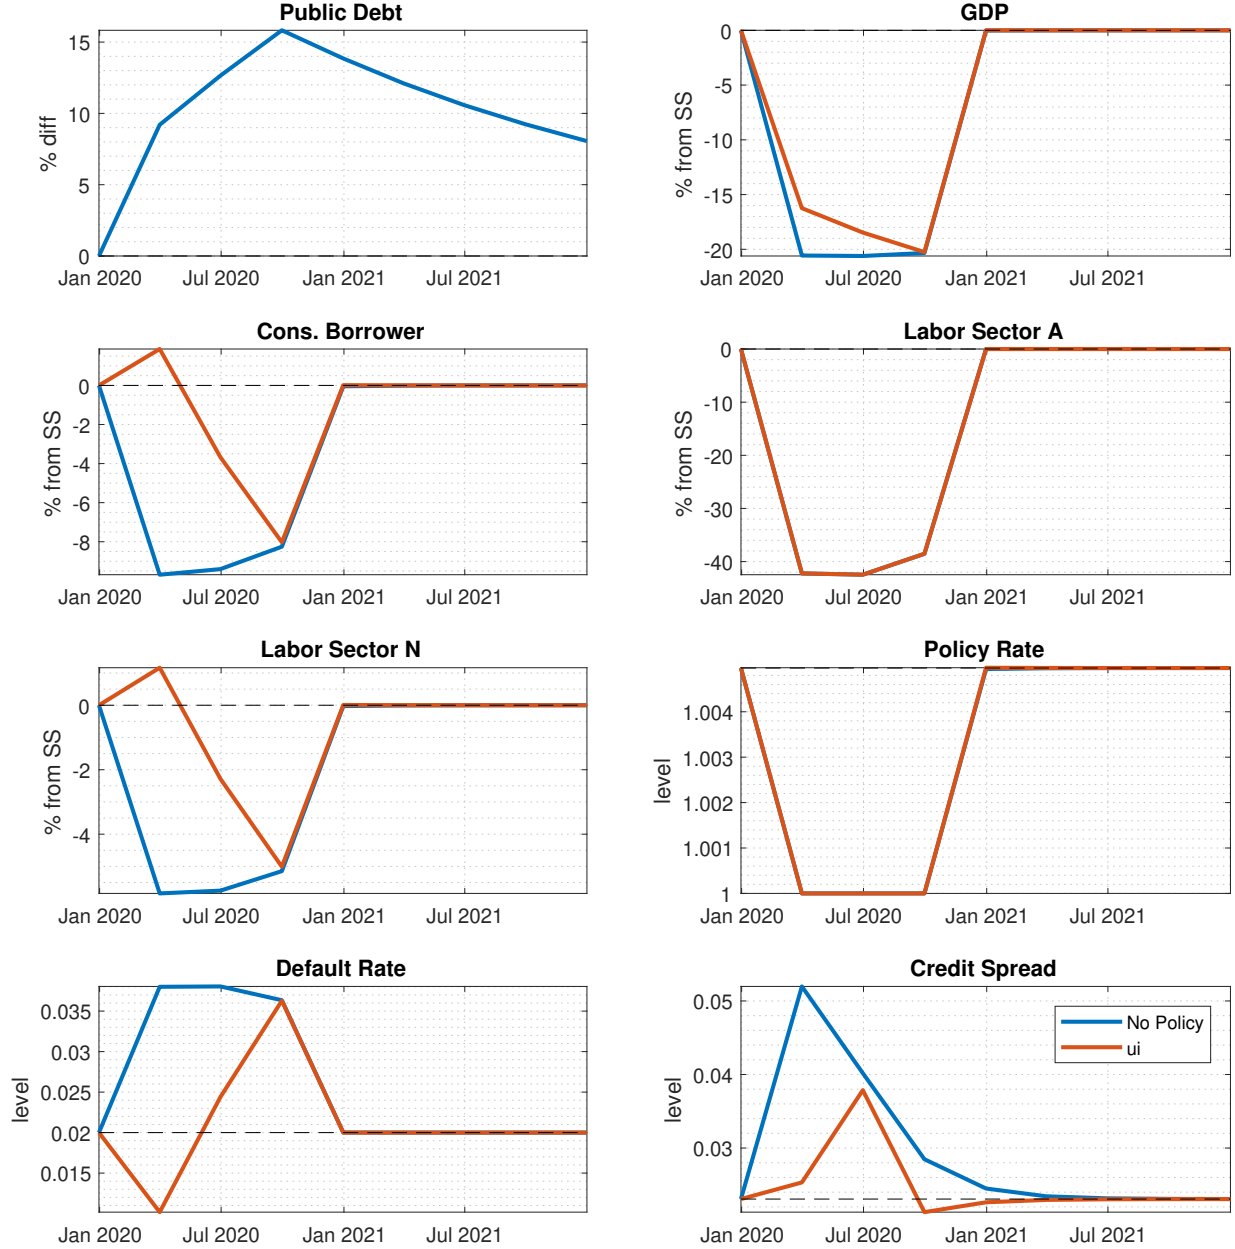 Public Debt
15
10
5
0
% diff
Jan 2020 Jul 2020 Jan 2021 Jul 2021
GDP
0
-5
-10
-15
-20
% from SS
Jan 2020 Jul 2020 Jan 2021 Jul 2021
Cons. Borrower
0
-2
-4
-6
-8
% from SS
Jan 2020 Jul 2020 Jan 2021 Jul 2021
Labor Sector A
0
-10
-20
-30
-40
% from SS
Jan 2020 Jul 2020 Jan 2021 Jul 2021
Labor Sector N
0
-2
-4
% from SS
Jan 2020 Jul 2020 Jan 2021 Jul 2021
Policy Rate
1.004
1.003
1.002
1.001
1
level
Jan 2020 Jul 2020 Jan 2021 Jul 2021
Default Rate
0.035
0.03
0.025
0.02
0.015
level
Jan 2020 Jul 2020 Jan 2021 Jul 2021
Credit Spread
0.05
0.04
0.03
level
No Policy
ui
Jan 2020 Jul 2020 Jan 2021 Jul 2021